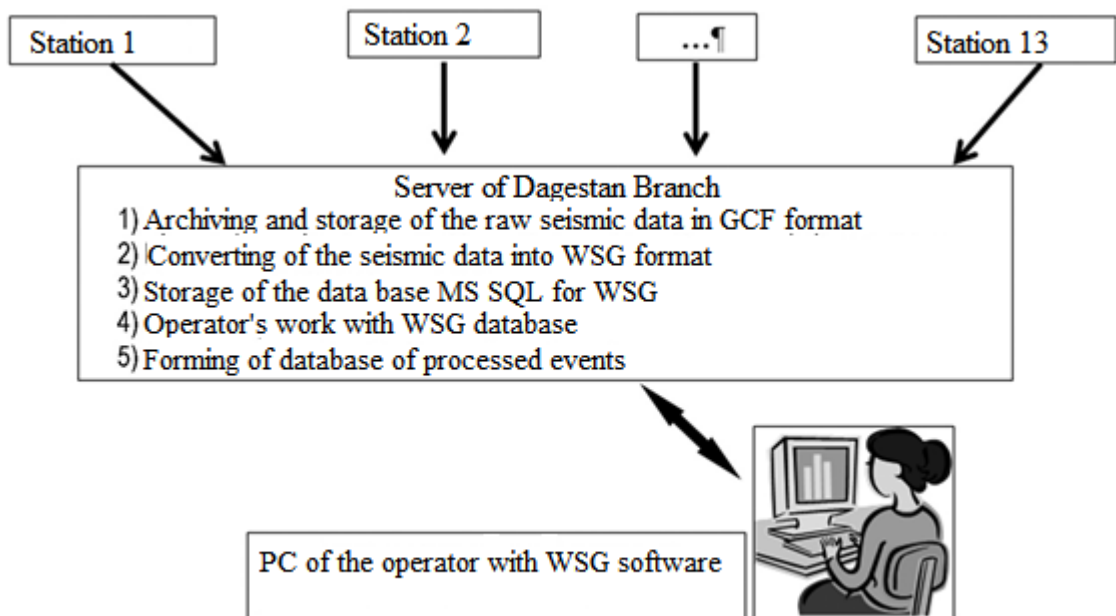 Station 1
Station 2
...¶
Station 13
Server of Dagestan Branch
1) Archiving and storage of the raw seismic data in GCF format
2) Converting of the seismic data into WSG format
3) Storage of the data base MS SQL for WSG
4) Operator's work with WSG database
5) Forming of database of processed events
PC of the operator with WSG software